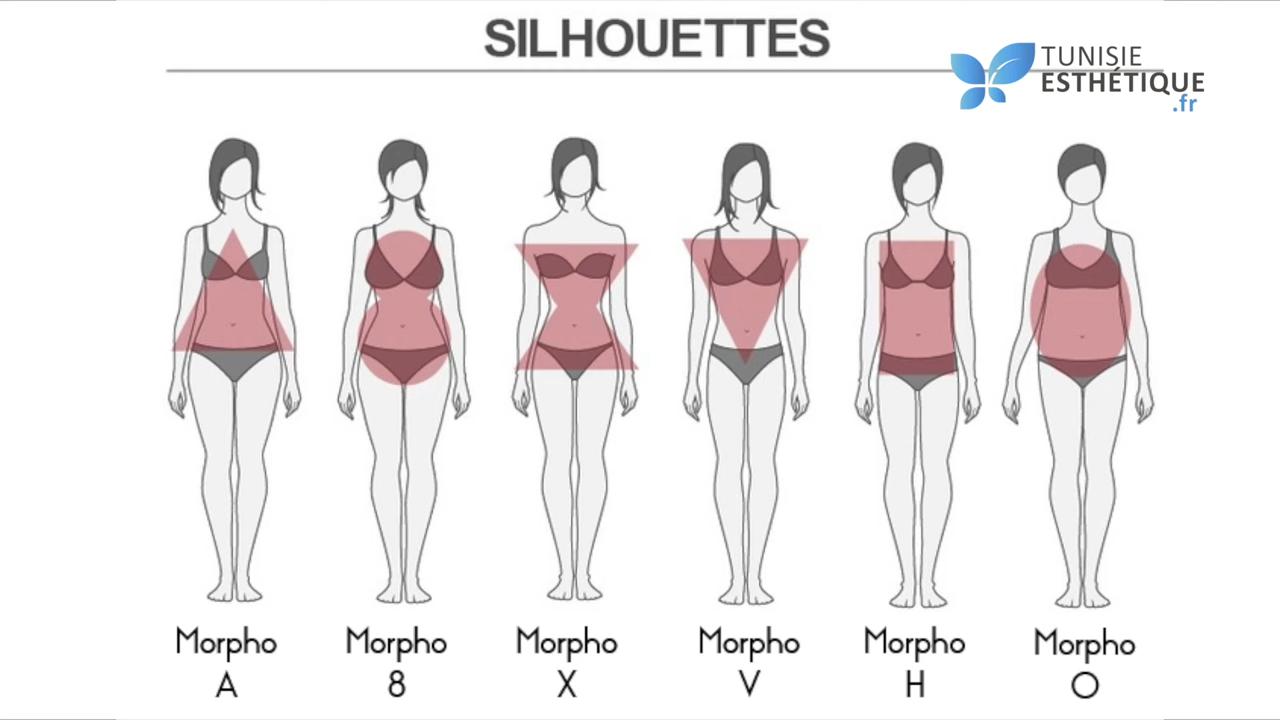 SILHOUETTES
TUNISIE
ESTHÉTIQUE
.fr
Morpho
A
Morpho
8
Morpho
X
Morpho
V
Morpho
H
Morpho
O